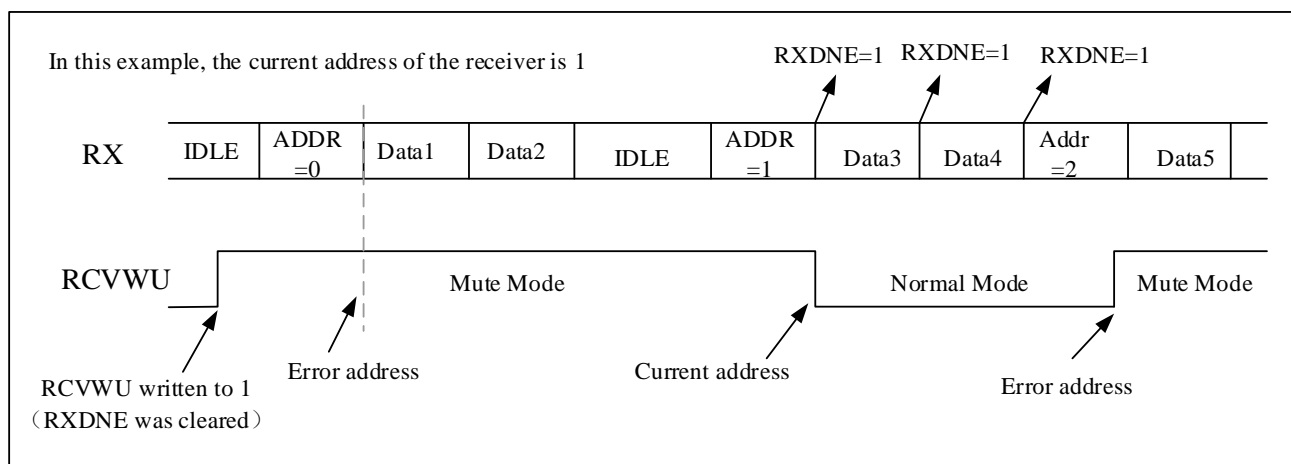 In this example, the current address of the receiver is 1
RXDNE=1 RXDNE=1 RXDNE=1
RX
IDLE
ADDR
=0
Data1
Data2
IDLE
ADDR
=1
Data3
Data4
Addr
=2
Data5
RCVWU
Mute Mode
Normal Mode
Mute Mode
RCVWU written to 1
（RXDNE was cleared）
Error address
Current address
Error address